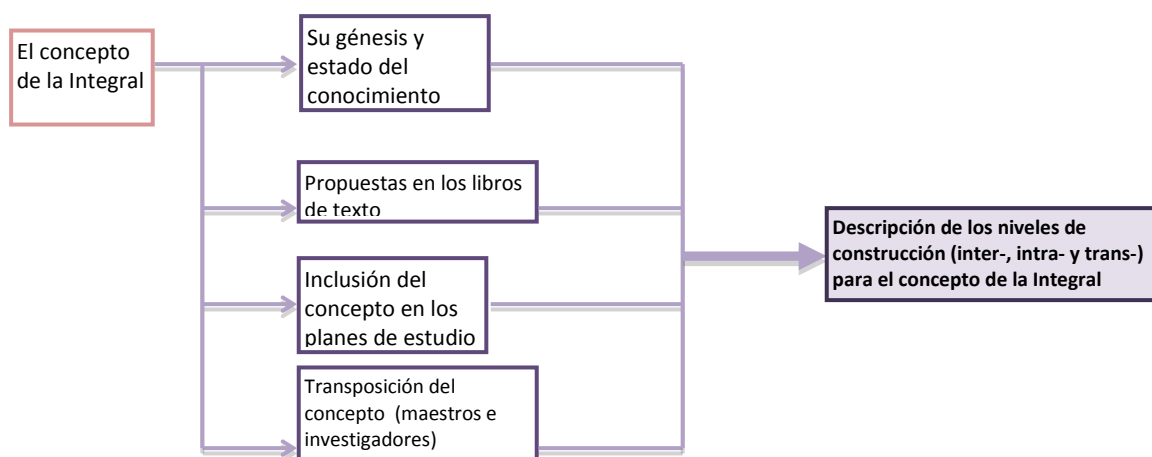 El concepto
de la Integral
Su génesis y
estado del
conocimiento
Propuestas en los libros
de texto
Inclusión del
concepto en los
planes de estudio
Transposición del
concepto (maestros e
investigadores)
Descripción de los niveles de
construcción (inter-, intra- y trans-)
para el concepto de la Integral